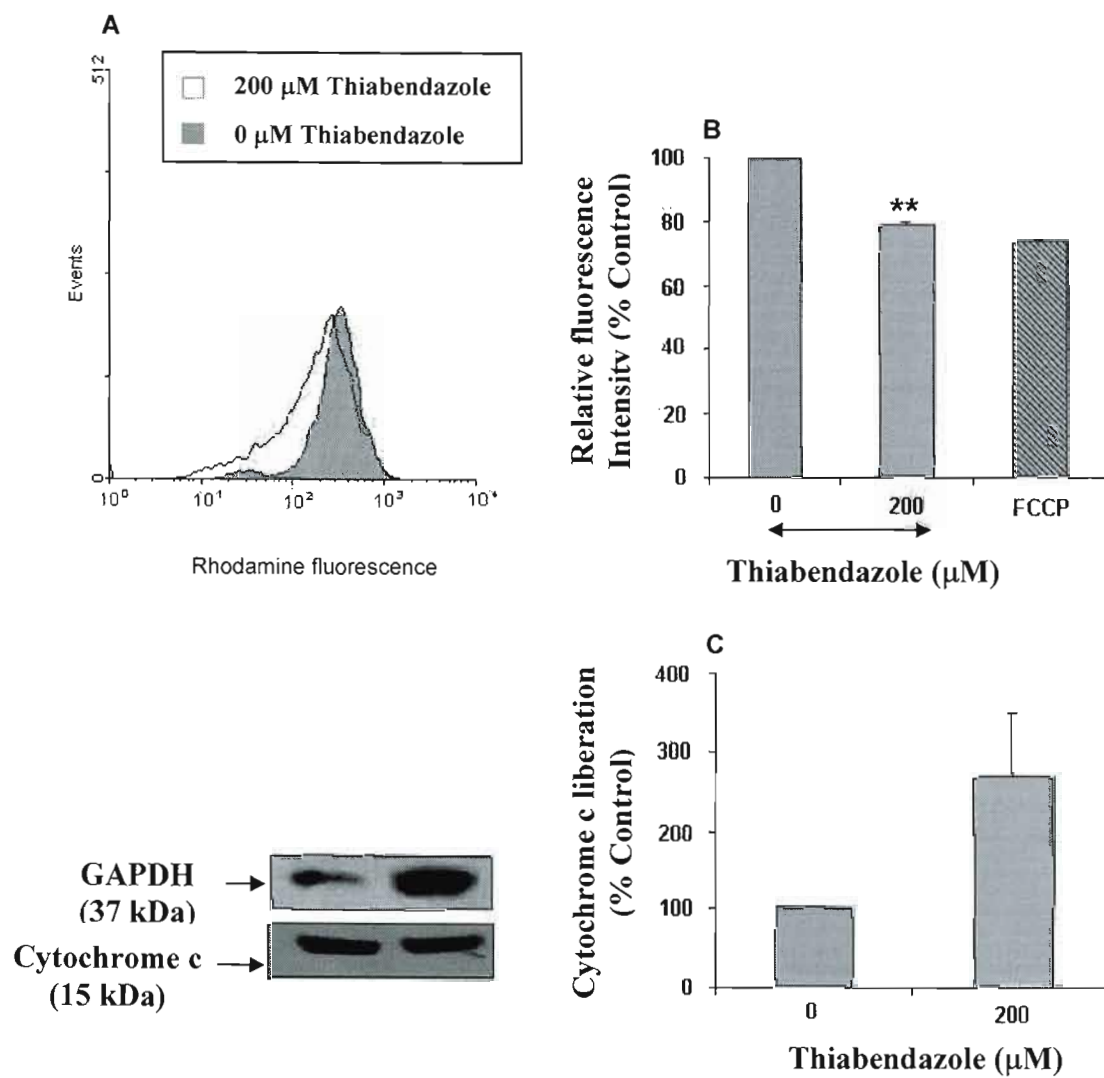 A
512
200 μM Thiabendazole
0 μM Thiabendazole
Events
0
10⁰ 10¹ 10² 10³ 10⁴
Rhodamine fluorescence
B
Relative fluorescence
Intensity (% Control)
100
80
60
40
20
0
**
0 200 FCCP
Thiabendazole (μM)
GAPDH
(37 kDa)
Cytochrome c
(15 kDa)
C
Cytochrome c liberation
(% Control)
400
300
200
100
0
0 200
Thiabendazole (μM)